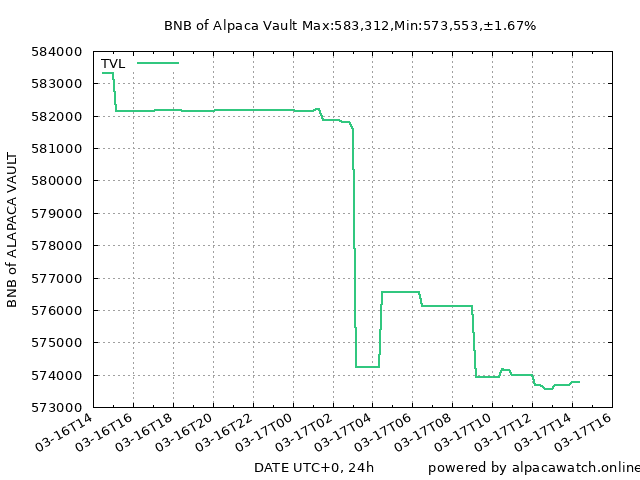 BNB of Alpaca Vault Max:583,312,Min:573,553,±1.67%
584000
583000
582000
581000
580000
579000
578000
577000
576000
575000
574000
573000
TVL
BNB of ALAPACA VAULT
03-16T14
03-16T16
03-16T18
03-16T20
03-16T22
03-17T00
03-17T02
03-17T04
03-17T06
03-17T08
03-17T10
03-17T12
03-17T14
03-17T16
DATE UTC+0, 24h
powered by alpacawatch.online